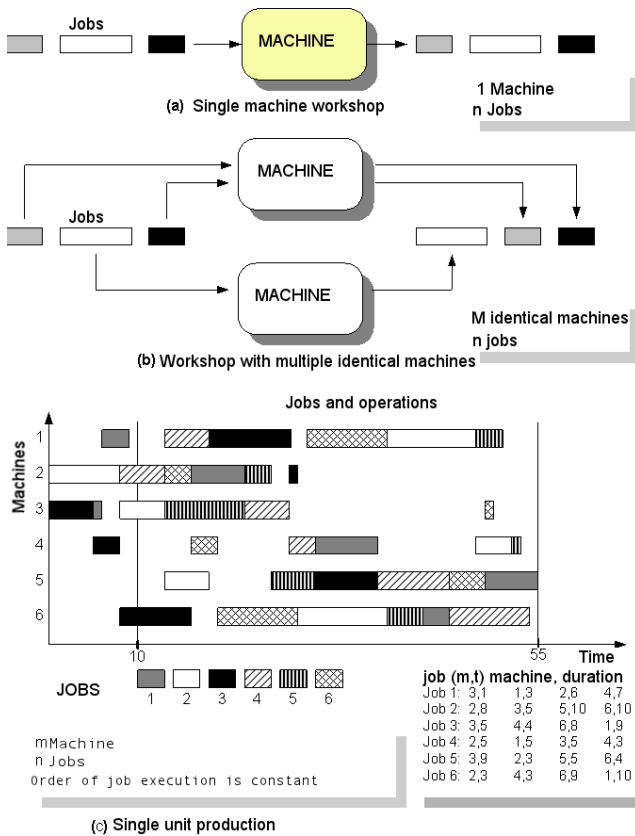 Jobs
MACHINE
(a) Single machine workshop
1 Machine
n Jobs
MACHINE
Jobs
MACHINE
M identical machines
n jobs
(b) Workshop with multiple identical machines
Jobs and operations
Machines
1
2
3
4
5
6
10
55
Time
JOBS
1
2
3
4
5
6
job (m,t) machine, duration
Job 1: 3,1 1,3 2,6 4,7
Job 2: 2,8 3,5 5,10 6,10
Job 3: 3,5 4,4 6,8 1,9
Job 4: 2,5 1,5 3,5 4,3
Job 5: 3,9 2,3 5,5 6,4
Job 6: 2,3 4,3 6,9 1,10
m Machine
n Jobs
Order of job execution is constant
(c) Single unit production